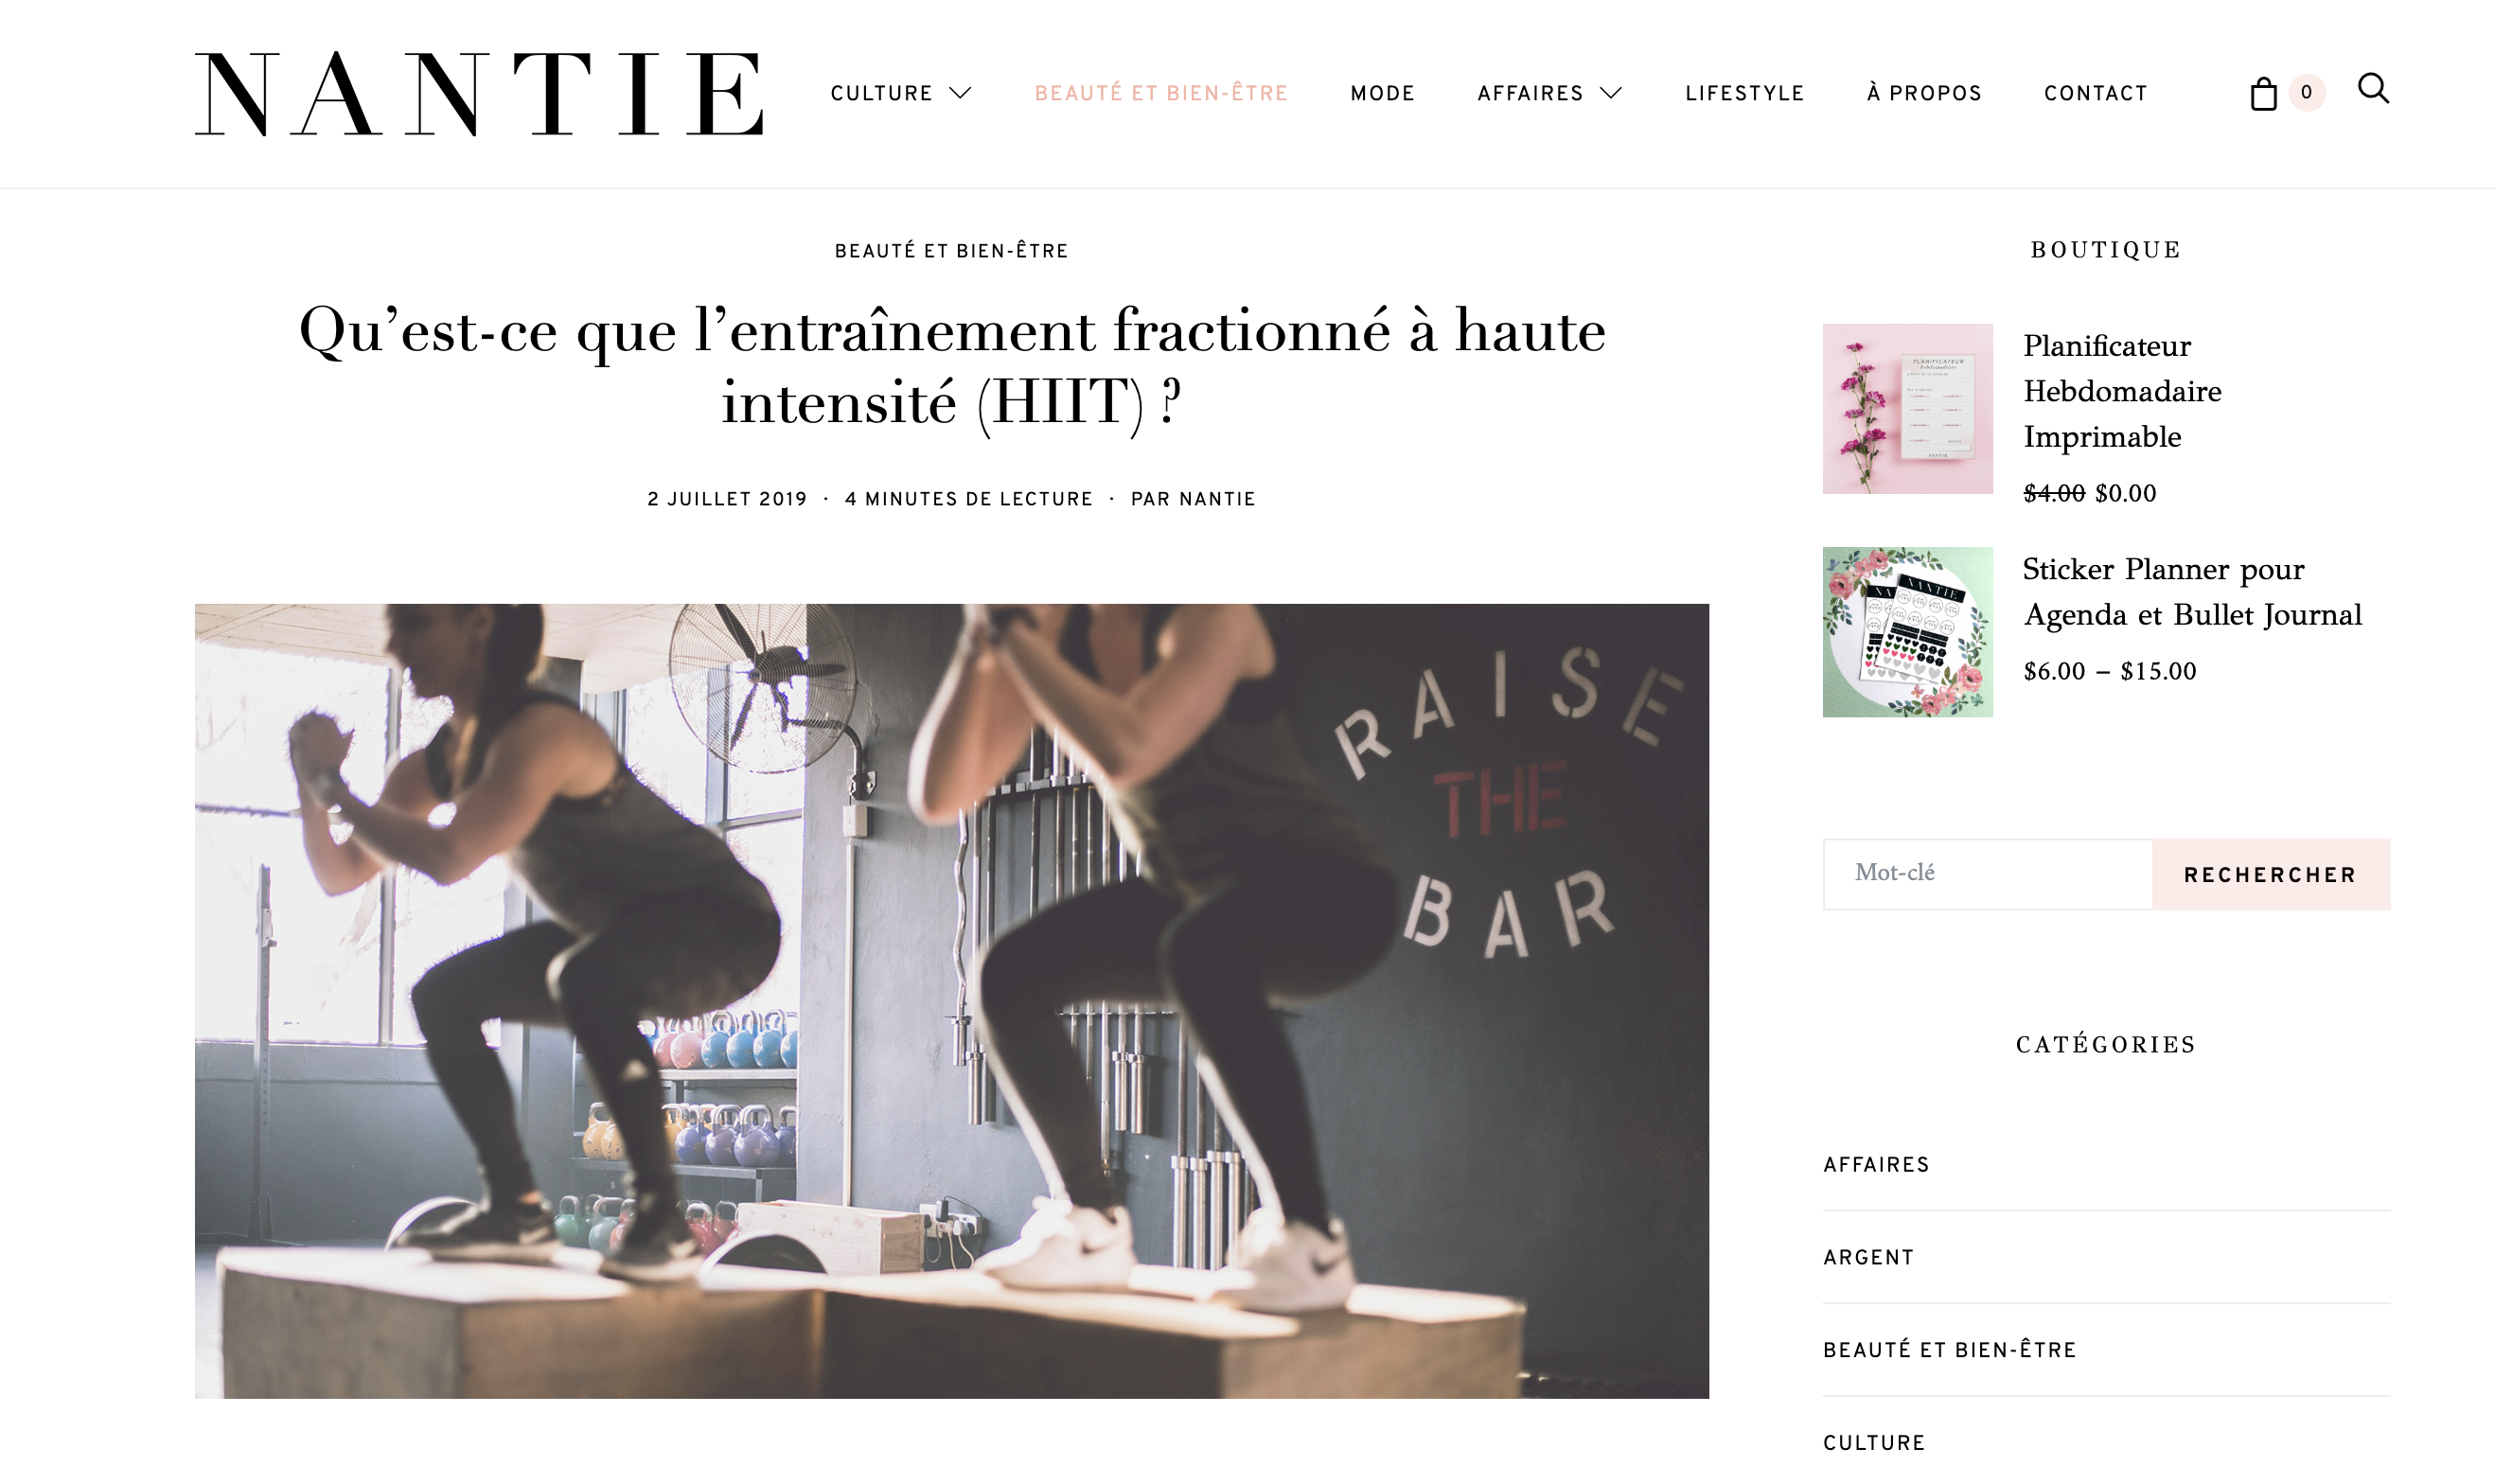 NANTIE
CULTURE
BEAUTÉ ET BIEN-ÊTRE
MODE
AFFAIRES
LIFESTYLE
À PROPOS
CONTACT
0
BEAUTÉ ET BIEN-ÊTRE
Qu’est-ce que l’entraînement fractionné à haute
intensité (HIIT) ?
2 JUILLET 2019 · 4 MINUTES DE LECTURE · PAR NANTIE
RAISE
THE
BAR
BOUTIQUE
PLANIFICATEUR
NANTIE
Planificateur
Hebdomadaire
Imprimable
$4.00 $0.00
NANTIE
Sticker Planner pour
Agenda et Bullet Journal
$6.00 – $15.00
Mot-clé
RECHERCHER
CATÉGORIES
AFFAIRES
ARGENT
BEAUTÉ ET BIEN-ÊTRE
CULTURE